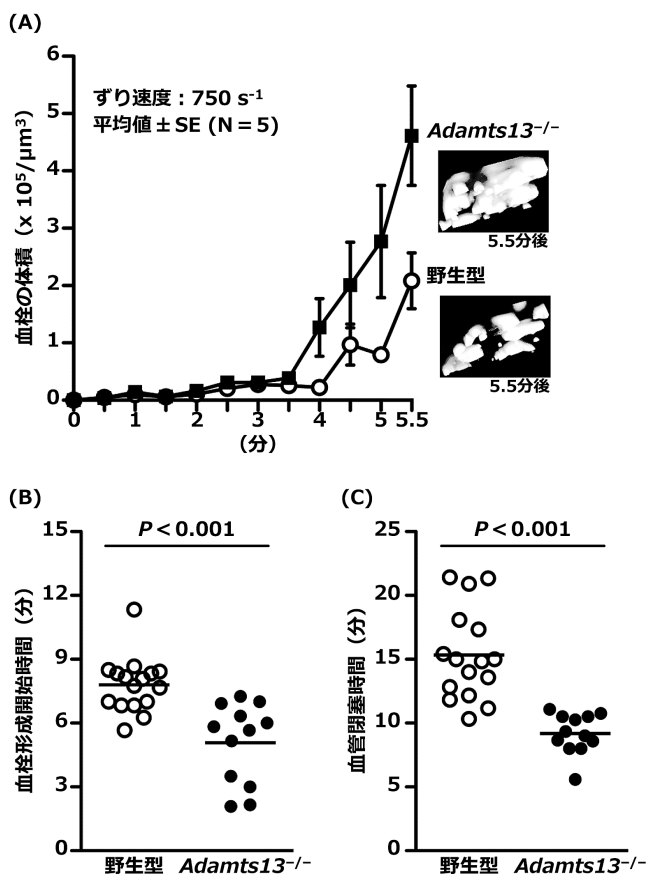 (A)
6
5
4
3
2
1
0
血栓の体積（x 10⁵/μm³）
ずり速度：750 s⁻¹
平均値±SE (N＝5)
Adamts13⁻/⁻
5.5分後
野生型
5.5分後
0 1 2 3 4 5 5.5
（分）
(B)
15
12
9
6
3
0
血栓形成開始時間（分）
P＜0.001
野生型 Adamts13⁻/⁻
(C)
25
20
15
10
5
0
血管閉塞時間（分）
P＜0.001
野生型 Adamts13⁻/⁻